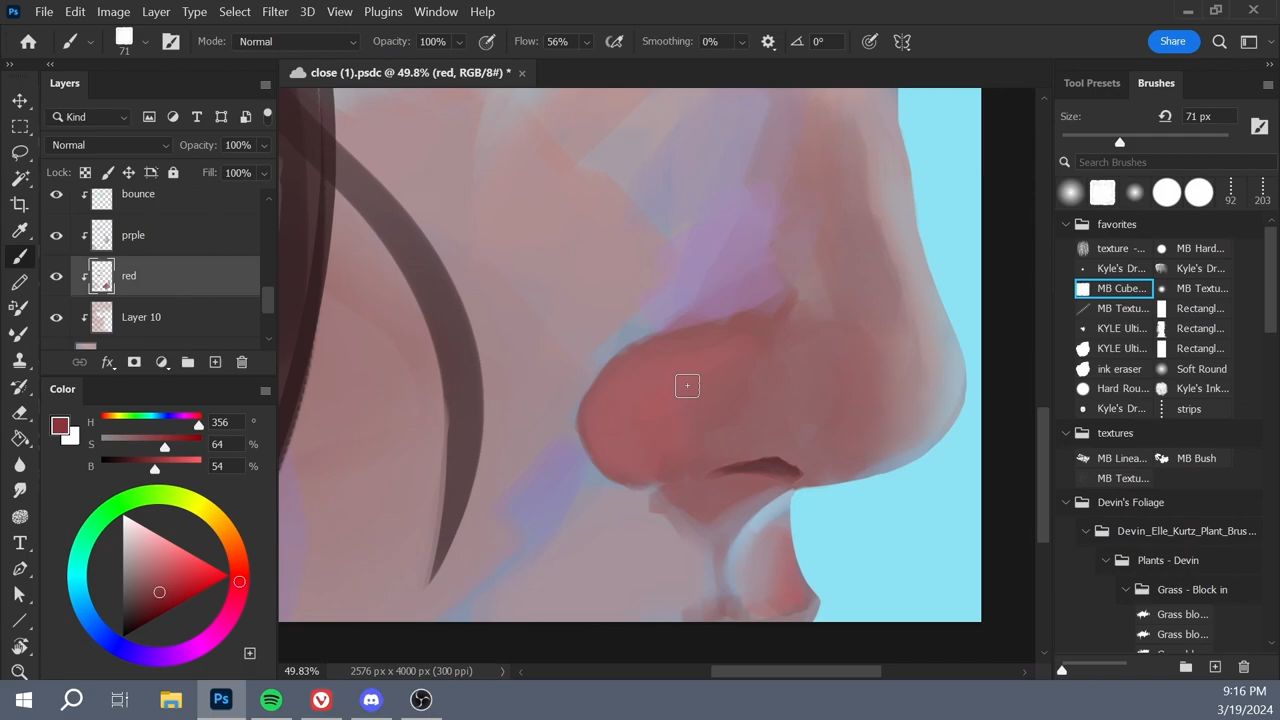 Ps File Edit Image Layer Type Select Filter 3D View Plugins Window Help
71 Mode: Normal Opacity: 100% Flow: 56% Smoothing: 0% 0° Share
close (1).psdc @ 49.8% (red, RGB/8#) *
Layers
Kind
Normal Opacity: 100%
Lock: Fill: 100%
bounce
prple
red
Layer 10
fx
Color
H 356 °
S 64 %
B 54 %
Tool Presets Brushes
Size: 71 px
Search Brushes
92 203
favorites
texture -... MB Hard...
Kyle's Dr... Kyle's Dr...
MB Cube... MB Textu...
MB Textu... Rectangl...
KYLE Ulti... Rectangl...
KYLE Ulti... Rectangl...
ink eraser Soft Round
Hard Rou... Kyle's Ink...
Kyle's Dr... strips
textures
MB Linea... MB Bush
MB Textu...
Devin's Foliage
Devin_Elle_Kurtz_Plant_Brus...
Plants - Devin
Grass - Block in
Grass blo...
Grass blo...
49.83% 2576 px x 4000 px (300 ppi)
Ps
9:16 PM
3/19/2024